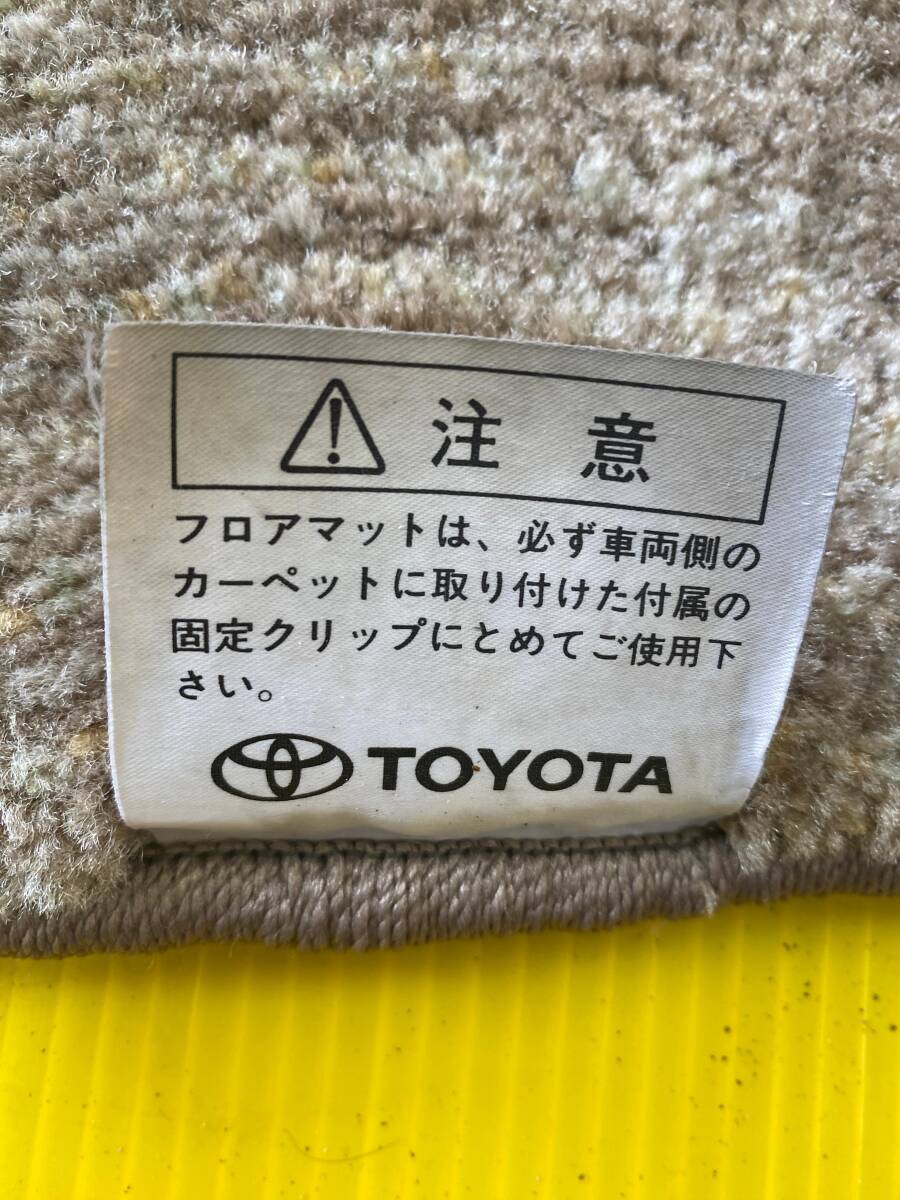 注意
フロアマットは、必ず車両側の
カーペットに取り付けた付属の
固定クリップにとめてご使用下
さい。
TOYOTA